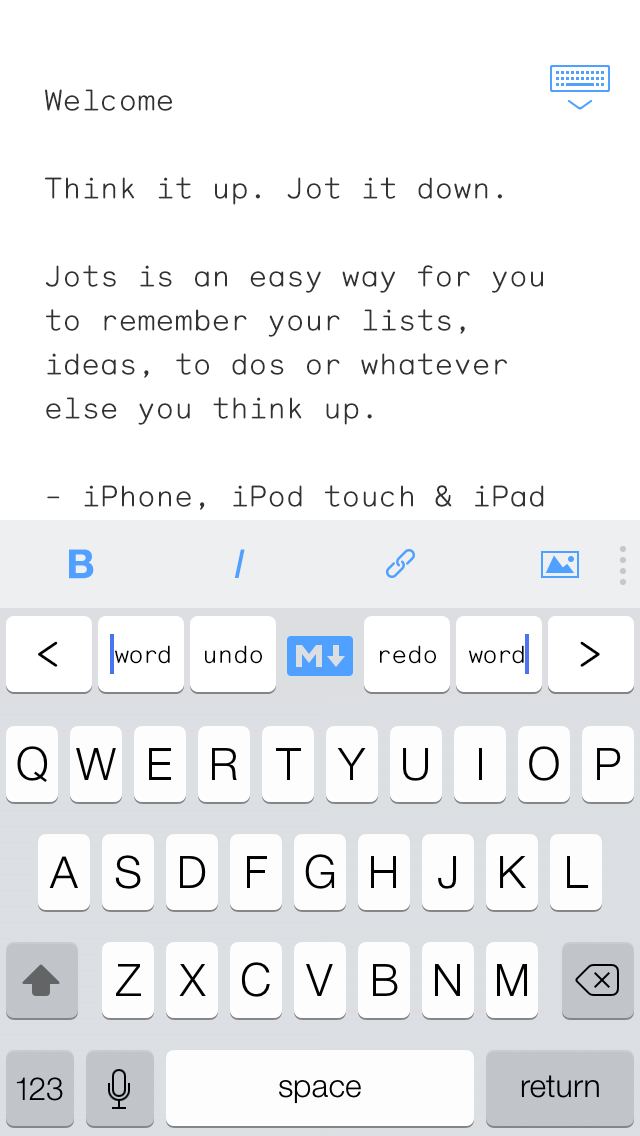 Welcome
Think it up. Jot it down.
Jots is an easy way for you
to remember your lists,
ideas, to dos or whatever
else you think up.
- iPhone, iPod touch & iPad
B I
< word undo M redo word >
Q W E R T Y U I O P
A S D F G H J K L
Z X C V B N M
123 space return